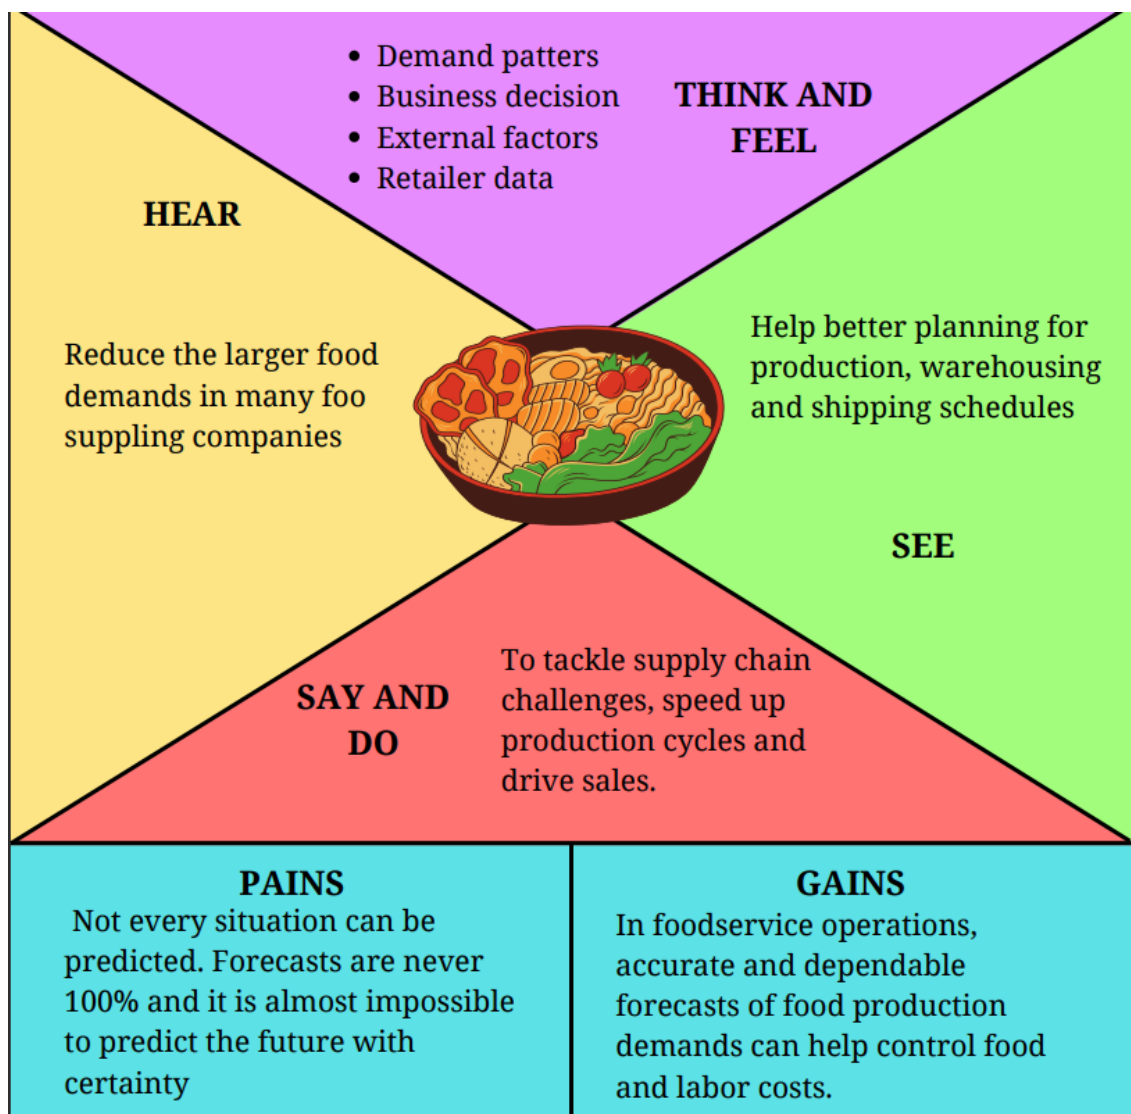 Demand patters
Business decision
External factors
Retailer data
THINK AND
FEEL
HEAR
Reduce the larger food
demands in many foo
suppling companies
Help better planning for
production, warehousing
and shipping schedules
SEE
SAY AND
DO
To tackle supply chain
challenges, speed up
production cycles and
drive sales.
PAINS
Not every situation can be
predicted. Forecasts are never
100% and it is almost impossible
to predict the future with
certainty
GAINS
In foodservice operations,
accurate and dependable
forecasts of food production
demands can help control food
and labor costs.